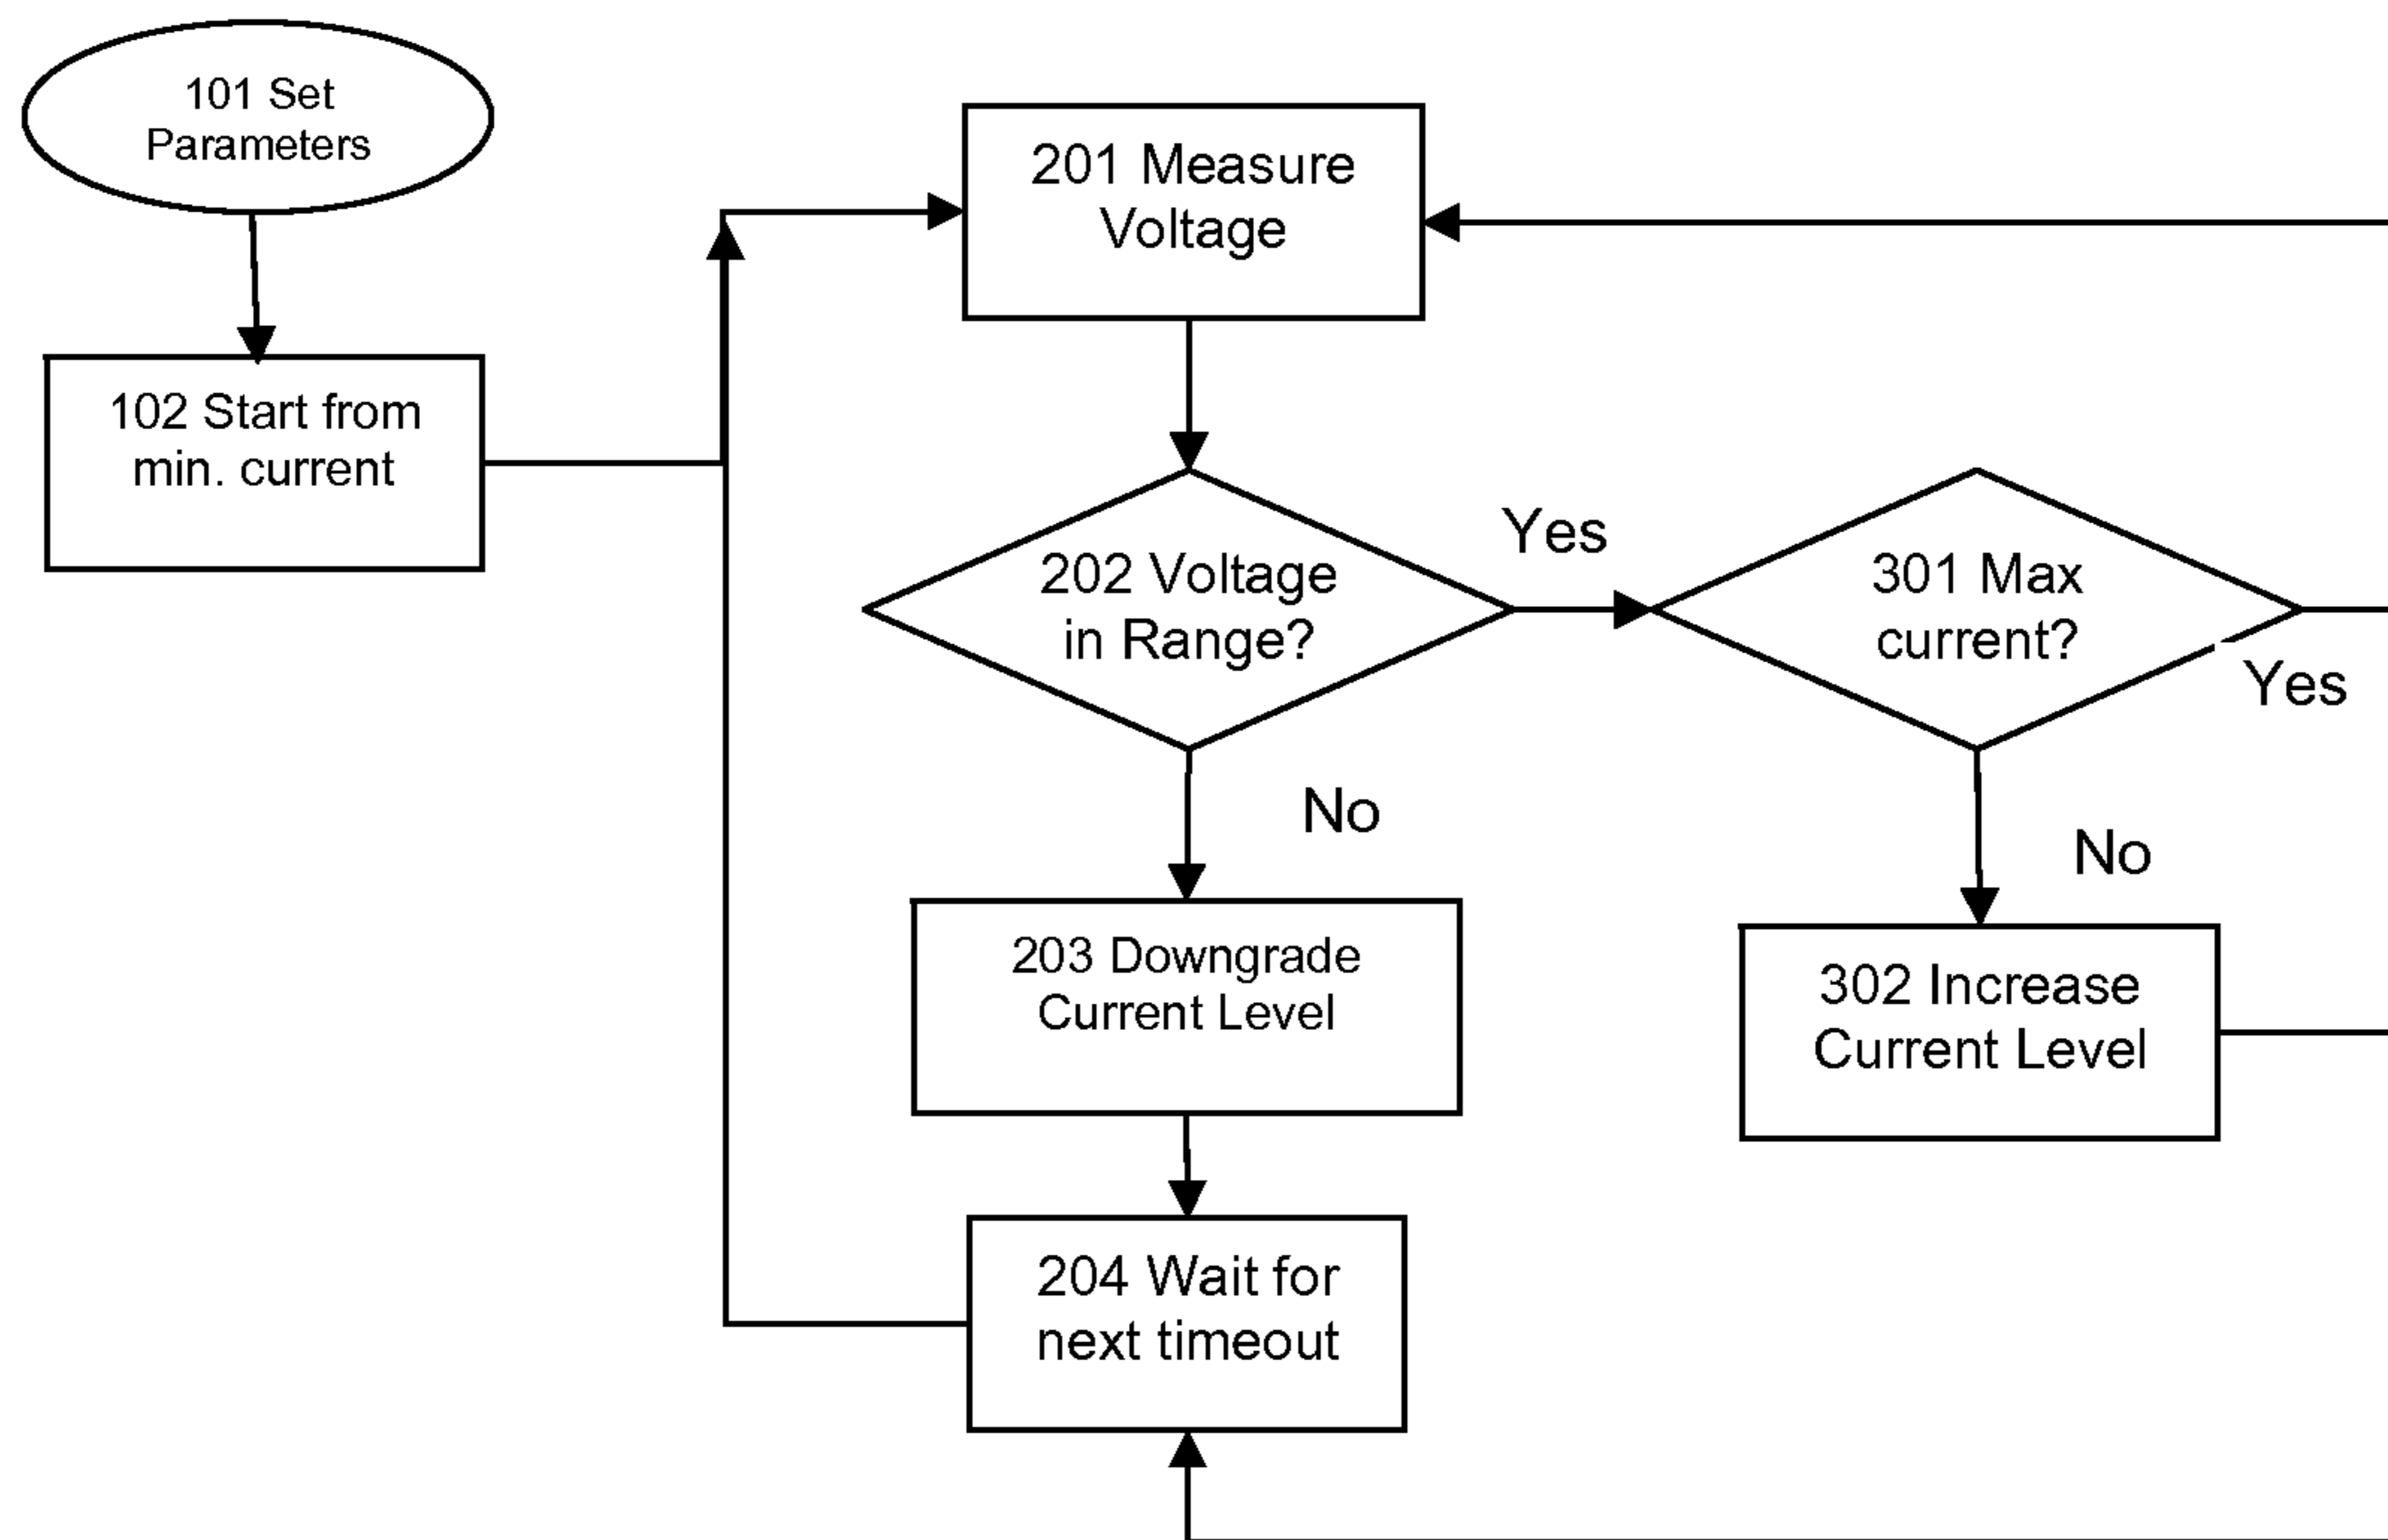 101 Set
Parameters
102 Start from
min. current
201 Measure
Voltage
202 Voltage
in Range?
Yes
301 Max
current?
Yes
No
No
203 Downgrade
Current Level
302 Increase
Current Level
204 Wait for
next timeout